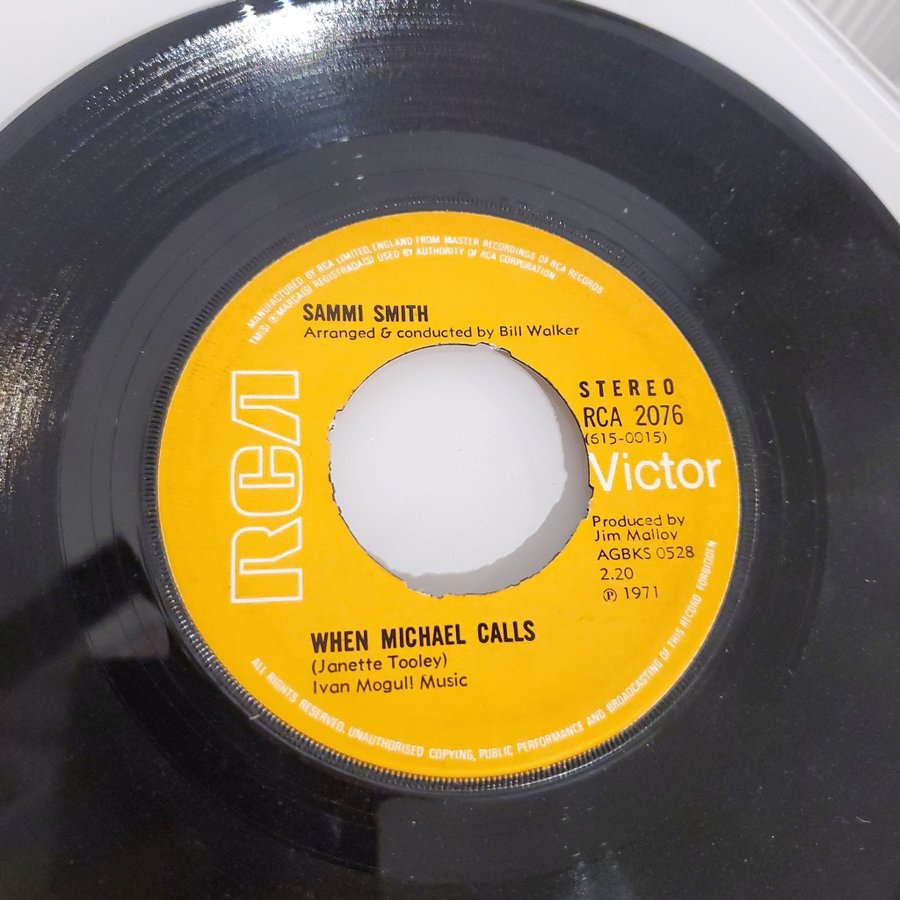 MANUFACTURED BY RCA LIMITED, ENGLAND FROM MASTER RECORDINGS OF RCA RECORDS
TM(S) ® MARCA(S) REGISTRADA(S) USED BY AUTHORITY OF RCA CORPORATION
SAMMI SMITH
Arranged & conducted by Bill Walker
STEREO
RCA 2076
(615-0015)
RCA
Victor
Produced by
Jim Malloy
AGBKS 0528
2.20
℗ 1971
WHEN MICHAEL CALLS
(Janette Tooley)
Ivan Mogull Music
ALL RIGHTS RESERVED, UNAUTHORISED COPYING, PUBLIC PERFORMANCE AND BROADCASTING OF THIS RECORD FORBIDDEN